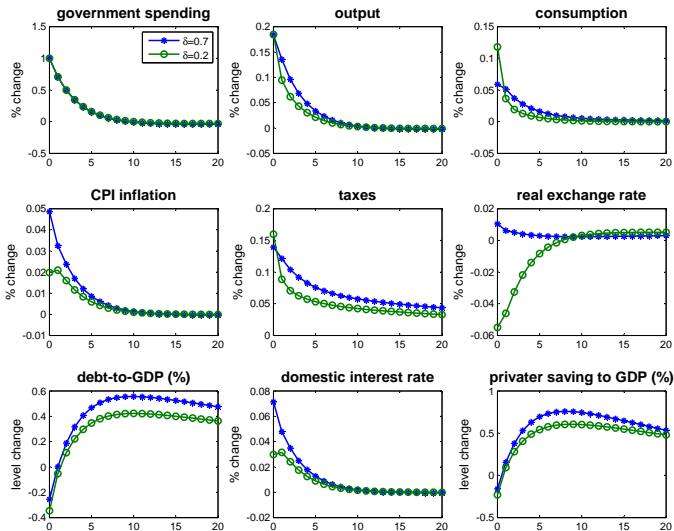 government spending
output
consumption
1.5
1
0.5
0
-0.5
0 5 10 15 20
% change
δ=0.7
δ=0.2
0.2
0.15
0.1
0.05
0
-0.05
0 5 10 15 20
% change
0.15
0.1
0.05
0
-0.05
0 5 10 15 20
% change
CPI inflation
taxes
real exchange rate
0.05
0.04
0.03
0.02
0.01
0
-0.01
0 5 10 15 20
% change
0.2
0.15
0.1
0.05
0
0 5 10 15 20
% change
0.02
0
-0.02
-0.04
-0.06
0 5 10 15 20
% change
debt-to-GDP (%)
domestic interest rate
privater saving to GDP (%)
0.6
0.4
0.2
0
-0.2
-0.4
0 5 10 15 20
level change
0.08
0.06
0.04
0.02
0
-0.02
0 5 10 15 20
%
1
0.5
0
-0.5
0 5 10 15 20
level change